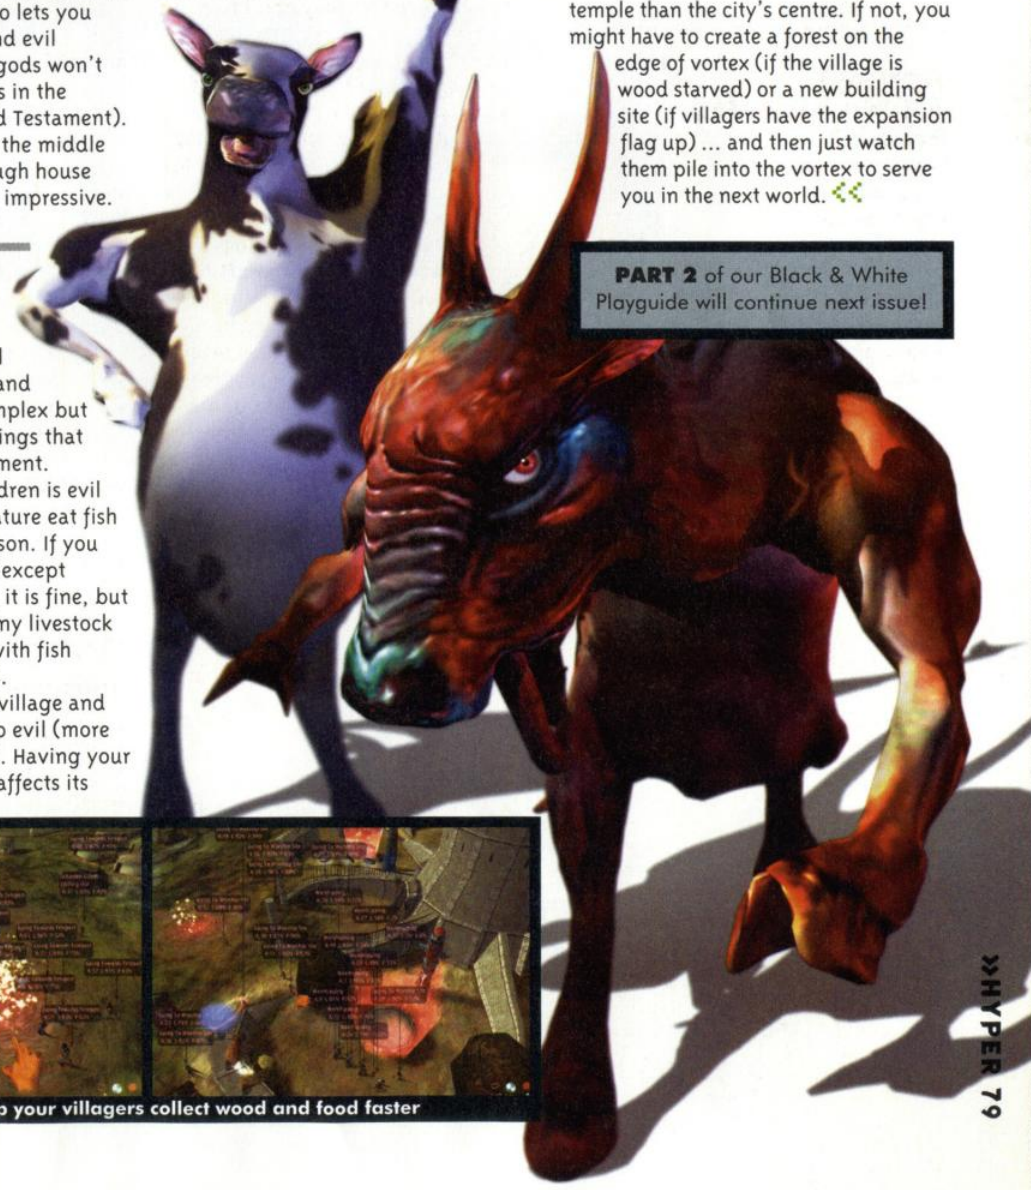 o lets you
nd evil
gods won't
s in the
d Testament).
the middle
ugh house
impressive.
and
nplex but
ings that
ment.
dren is evil
ature eat fish
son. If you
except
it is fine, but
my livestock
with fish
village and
o evil (more
. Having your
affects its
temple than the city's centre. If not, you
might have to create a forest on the
edge of vortex (if the village is
wood starved) or a new building
site (if villagers have the expansion
flag up) ... and then just watch
them pile into the vortex to serve
you in the next world. <<
PART 2 of our Black & White
Playguide will continue next issue!
your villagers collect wood and food faster
>>HYPER 79